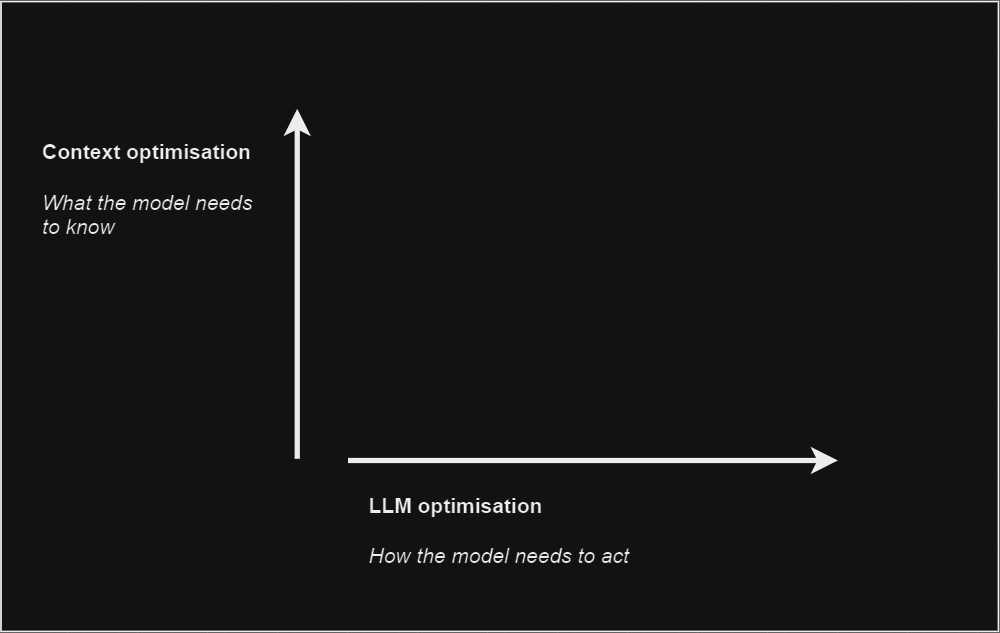 Context optimisation
What the model needs
to know
LLM optimisation
How the model needs to act